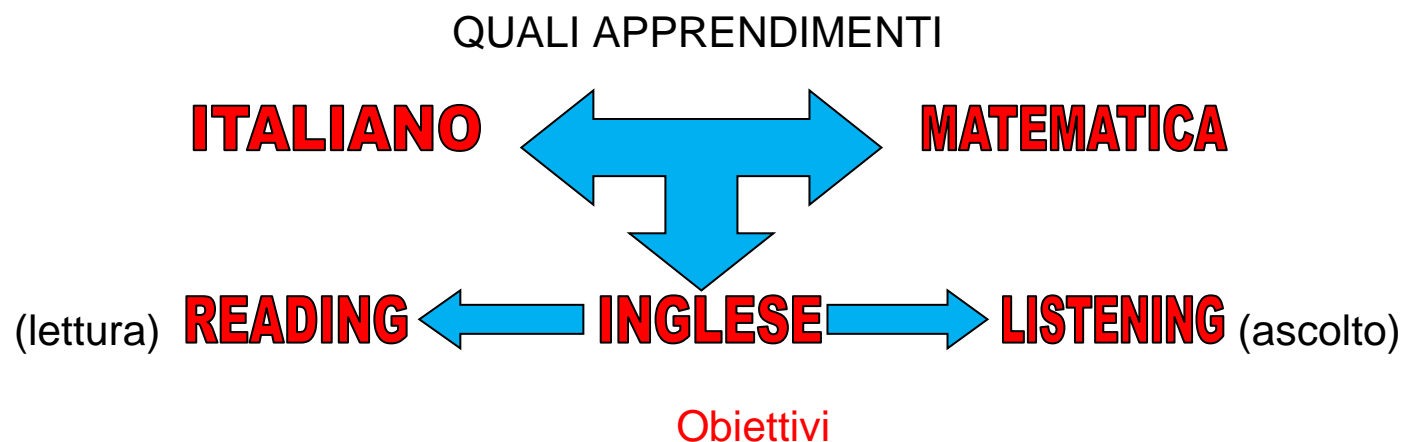 QUALI APPRENDIMENTI
ITALIANO MATEMATICA
(lettura) READING INGLESE LISTENING (ascolto)
Obiettivi